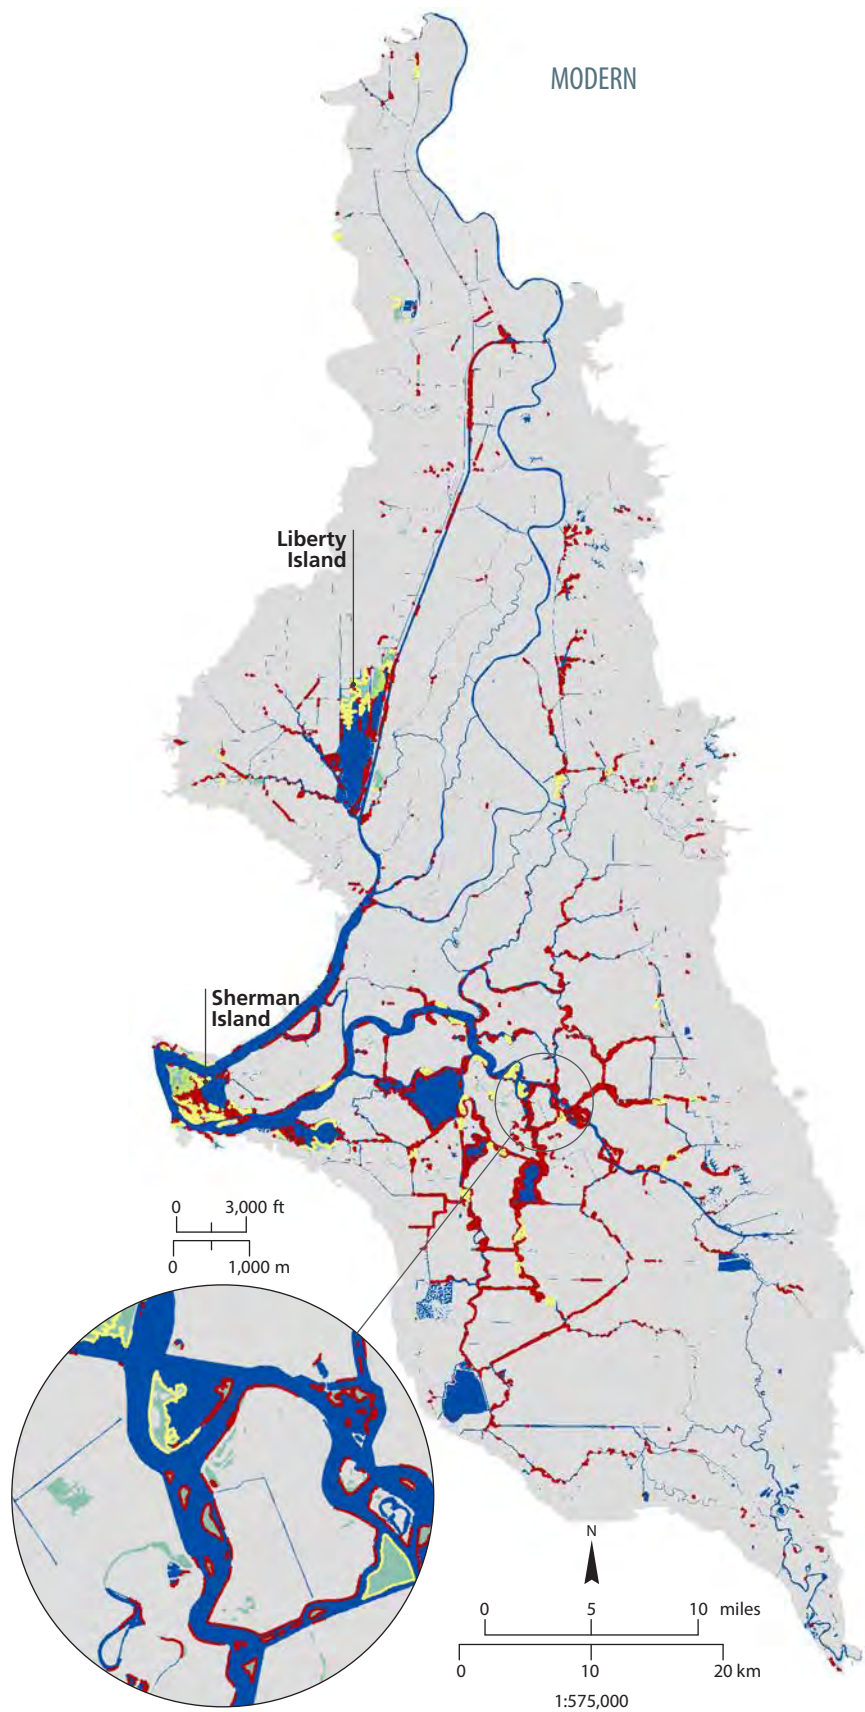 MODERN
Liberty
Island
Sherman
Island
0 3,000 ft
0 1,000 m
N
0 5 10 miles
0 10 20 km
1:575,000